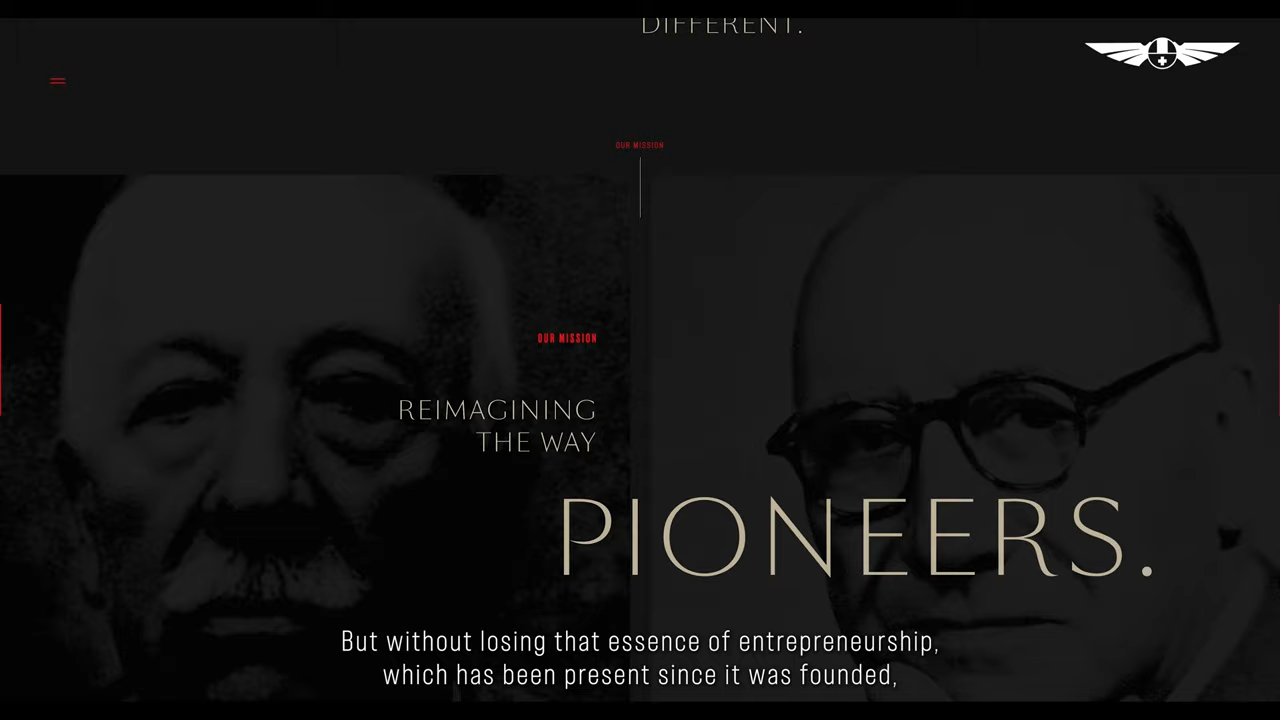 DIFFERENT.
OUR MISSION
OUR MISSION
REIMAGINING
THE WAY
PIONEERS.
But without losing that essence of entrepreneurship,
which has been present since it was founded,